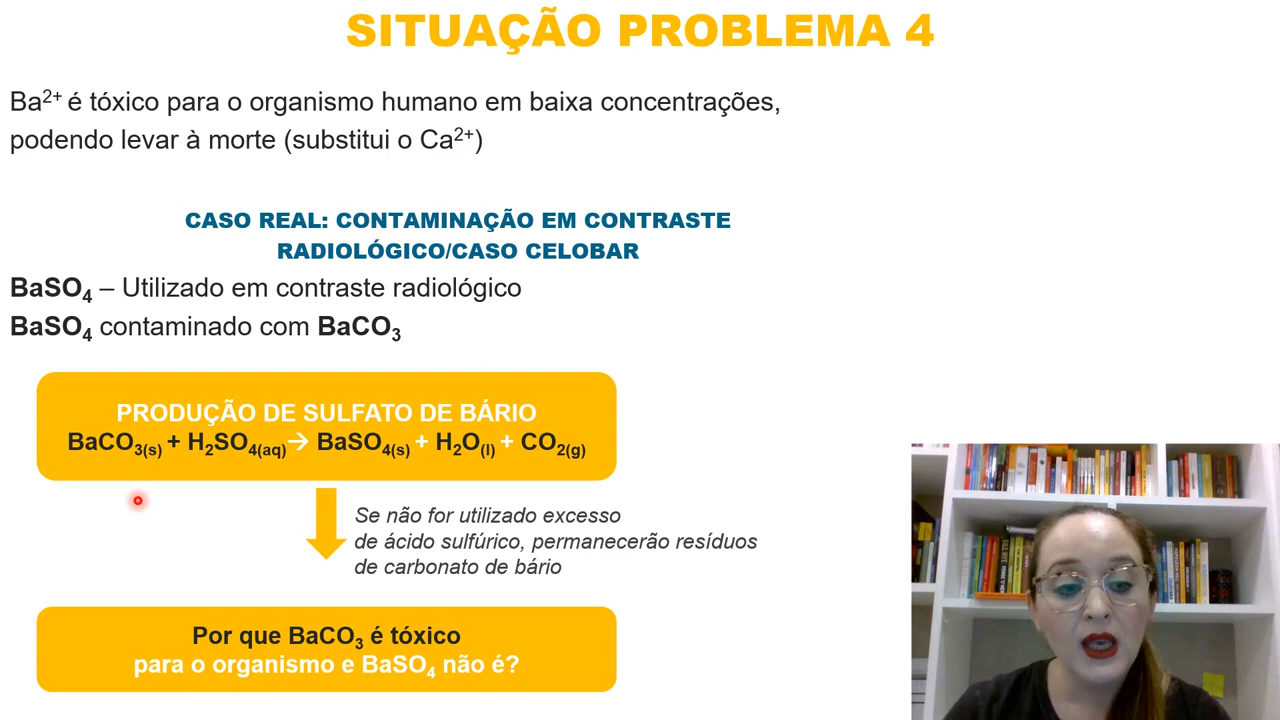 SITUAÇÃO PROBLEMA 4
Ba²⁺ é tóxico para o organismo humano em baixa concentrações,
podendo levar à morte (substitui o Ca²⁺)
CASO REAL: CONTAMINAÇÃO EM CONTRASTE
RADIOLÓGICO/CASO CELOBAR
BaSO₄ – Utilizado em contraste radiológico
BaSO₄ contaminado com BaCO₃
PRODUÇÃO DE SULFATO DE BÁRIO
BaCO₃(s) + H₂SO₄(aq) → BaSO₄(s) + H₂O(l) + CO₂(g)
Se não for utilizado excesso
de ácido sulfúrico, permanecerão resíduos
de carbonato de bário
Por que BaCO₃ é tóxico
para o organismo e BaSO₄ não é?